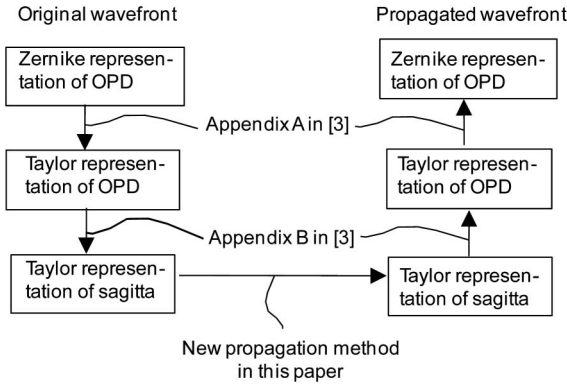 Original wavefront
Propagated wavefront
Zernike represen-
tation of OPD
Zernike represen-
tation of OPD
Appendix A in [3]
Taylor represen-
tation of OPD
Taylor represen-
tation of OPD
Appendix B in [3]
Taylor represen-
tation of sagitta
Taylor represen-
tation of sagitta
New propagation method
in this paper